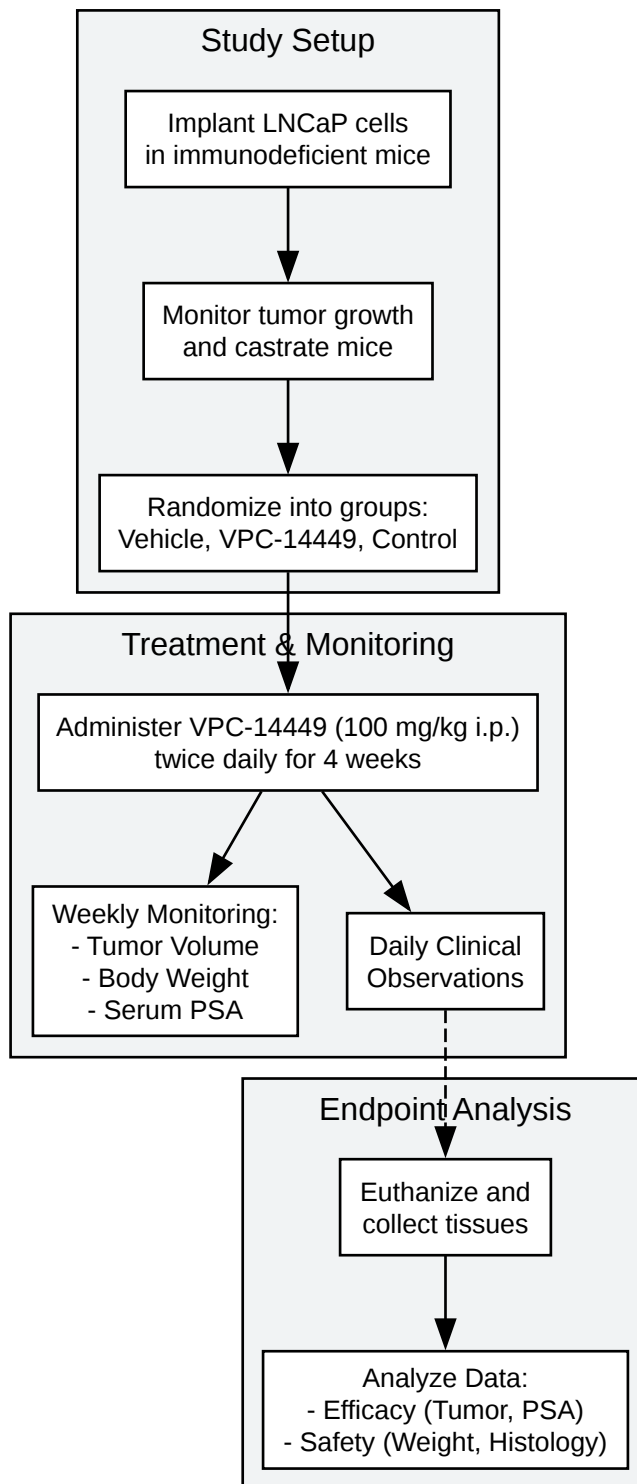 Study Setup
Implant LNCaP cells
in immunodeficient mice
Monitor tumor growth
and castrate mice
Randomize into groups:
Vehicle, VPC-14449, Control
Treatment & Monitoring
Administer VPC-14449 (100 mg/kg i.p.)
twice daily for 4 weeks
Weekly Monitoring:
- Tumor Volume
- Body Weight
- Serum PSA
Daily Clinical
Observations
Endpoint Analysis
Euthanize and
collect tissues
Analyze Data:
- Efficacy (Tumor, PSA)
- Safety (Weight, Histology)